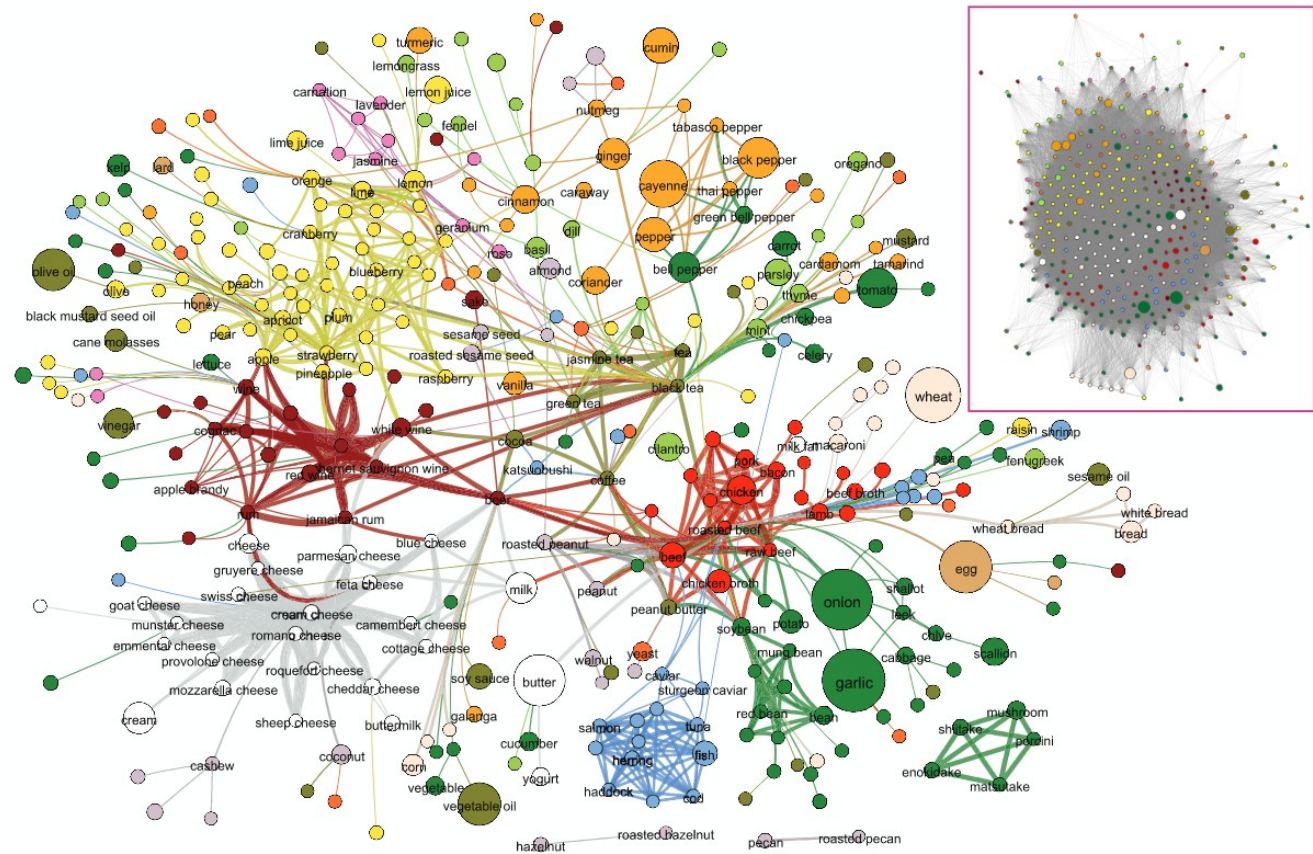 turmeric
cumin
lemongrass
carnation
lemon juice
lavender
nutmeg
fennel
tabasco pepper
lime juice
jasmine
ginger
black pepper
oregano
kelp
lard
orange
lime
lemon
cayenne
caraway
thai pepper
cinnamon
green bell pepper
geranium
dill
cranberry
rose
basil
pepper
carrot
mustard
almond
bell pepper
cardamom
tamarind
olive oil
blueberry
coriander
parsley
olive
peach
honey
sake
thyme
tomato
black mustard seed oil
apricot
plum
sesame seed
mint
chickpea
cane molasses
pear
lettuce
apple
strawberry
roasted sesame seed
jasmine tea
tea
celery
pineapple
raspberry
vanilla
black tea
wine
green tea
wheat
vinegar
cognac
white wine
cocoa
cilantro
milk fat
macaroni
raisin
shrimp
pea
red wine
bernet sauvignon wine
katsuobushi
coffee
pork
bacon
fenugreek
sesame oil
apple brandy
beer
chicken
beef broth
rum
jamaican rum
lamb
roasted beef
wheat bread
white bread
bread
cheese
parmesan cheese
blue cheese
roasted peanut
beef
raw beef
gruyere cheese
feta cheese
swiss cheese
milk
peanut
chicken broth
egg
goat cheese
cream cheese
peanut butter
onion
shallot
munster cheese
romano cheese
camembert cheese
soybean
potato
leek
emmental cheese
cottage cheese
chive
provolone cheese
roquefort cheese
walnut
yeast
mung bean
cabbage
scallion
mozzarella cheese
cheddar cheese
soy sauce
butter
caviar
sturgeon caviar
garlic
cream
sheep cheese
buttermilk
galanga
salmon
tuna
red bean
bean
mushroom
shiitake
porcini
cucumber
fish
cashew
coconut
corn
yogurt
herring
enokidake
vegetable
matsutake
haddock
cod
vegetable oil
hazelnut
roasted hazelnut
pecan
roasted pecan